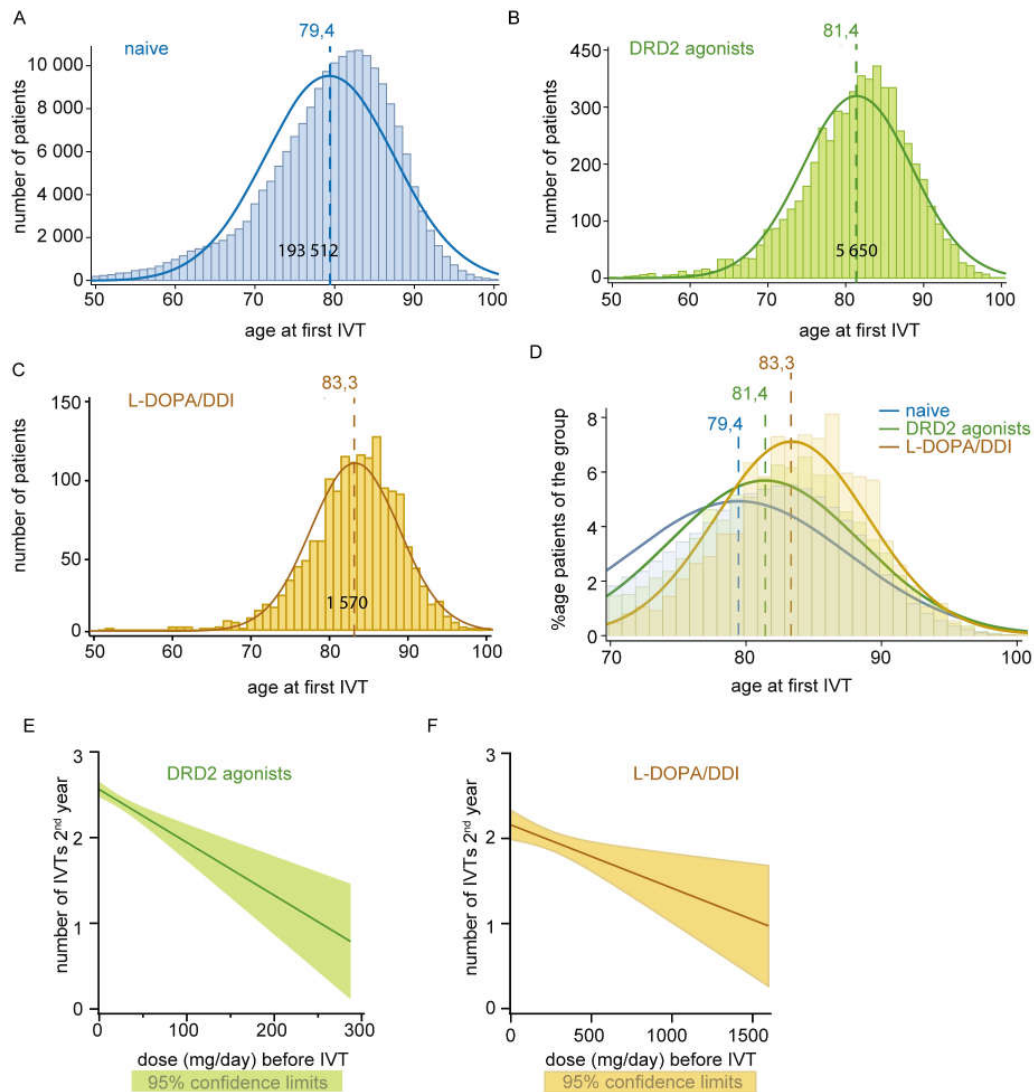 A
79,4
naive
10 000
8 000
6 000
4 000
2 000
0
number of patients
193 512
50 60 70 80 90 100
age at first IVT
B
81,4
DRD2 agonists
450
300
200
100
0
number of patients
5 650
50 60 70 80 90 100
age at first IVT
C
83,3
L-DOPA/DDI
150
100
50
0
number of patients
1 570
50 60 70 80 90 100
age at first IVT
D
83,3
81,4
79,4
naive
DRD2 agonists
L-DOPA/DDI
8
6
4
2
0
%age patients of the group
70 80 90 100
age at first IVT
E
DRD2 agonists
3
2
1
0
number of IVTs 2nd year
0 100 200 300
dose (mg/day) before IVT
95% confidence limits
F
L-DOPA/DDI
3
2
1
0
number of IVTs 2nd year
0 500 1000 1500
dose (mg/day) before IVT
95% confidence limits